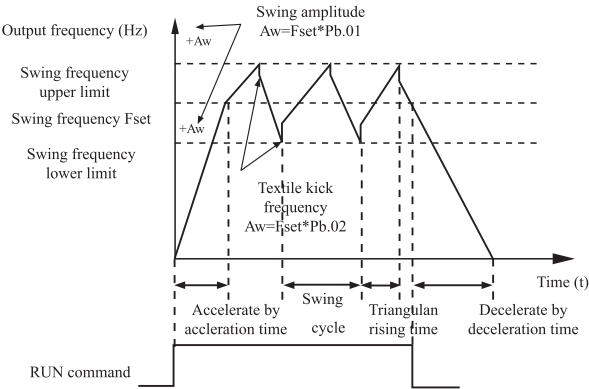 Swing amplitude
Aw=Fset*Pb.01
Output frequency (Hz)
+Aw
Swing frequency
upper limit
Swing frequency Fset
+Aw
Swing frequency
lower limit
Textile kick
frequency
Aw=Fset*Pb.02
Time (t)
Accelerate by
accleration time
Swing
cycle
Triangulan
rising time
Decelerate by
deceleration time
RUN command